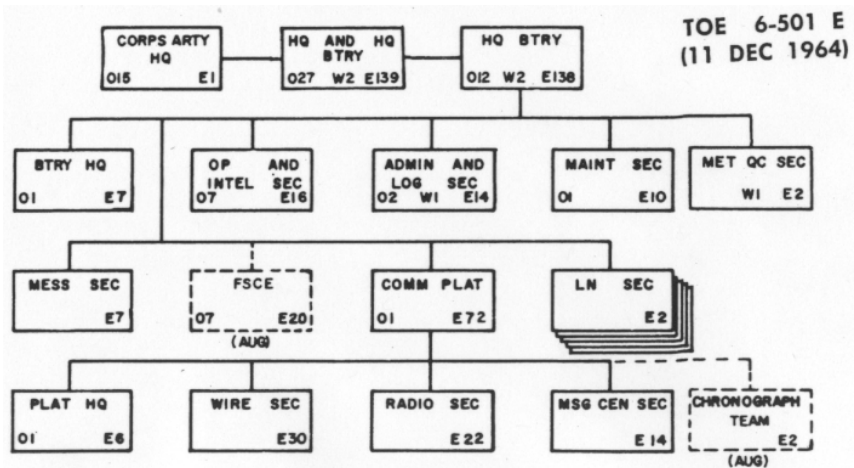 TOE 6-501 E
(11 DEC 1964)
CORPS ARTY
HQ
015 E1
HQ AND HQ
BTRY
027 W2 E139
HQ BTRY
012 W2 E138
BTRY HQ
01 E7
OP AND
INTEL SEC
07 E16
ADMIN AND
LOG SEC
02 W1 E14
MAINT SEC
01 E10
MET QC SEC
W1 E2
MESS SEC
E7
FSCE
07 E20
(AUG)
COMM PLAT
01 E72
LN SEC
E2
PLAT HQ
01 E6
WIRE SEC
E30
RADIO SEC
E22
MSG CEN SEC
E14
CHRONOGRAPH
TEAM
E2
(AUG)